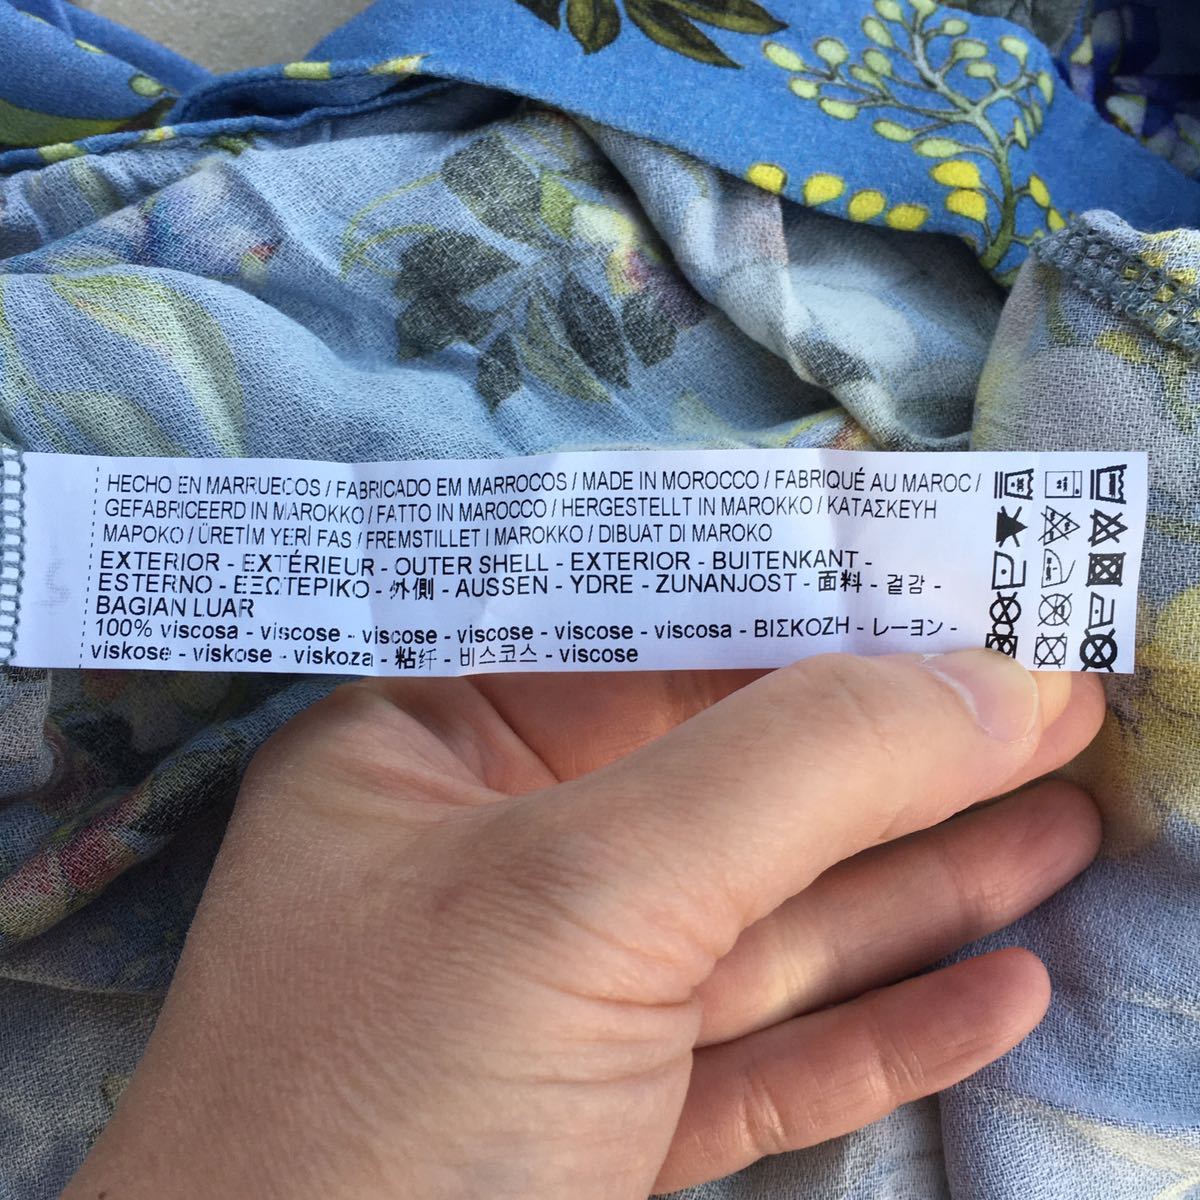 HECHO EN MARRUECOS / FABRICADO EM MARROCOS / MADE IN MOROCCO / FABRIQUÉ AU MAROC /
GEFABRICEERD IN MAROKKO / FATTO IN MAROCCO / HERGESTELLT IN MAROKKO / ΚΑΤΑΣΚΕΥΗ
ΜΑΡΟΚΟ / ÜRETİM YERİ FAS / FREMSTILLET I MAROKKO / DIBUAT DI MAROKO
EXTERIOR - EXTÉRIEUR - OUTER SHELL - EXTERIOR - BUITENKANT -
ESTERNO - ΕΞΩΤΕΡΙΚΟ - 外側 - AUSSEN - YDRE - ZUNANJOST - 面料 - 겉감 -
BAGIAN LUAR
100% viscosa - viscose - viscose - viscose - viscose - viscosa - ΒΙΣΚΟΖΗ - レーヨン -
viskose - viskose - viskoza - 粘纤 - 비스코스 - viscose